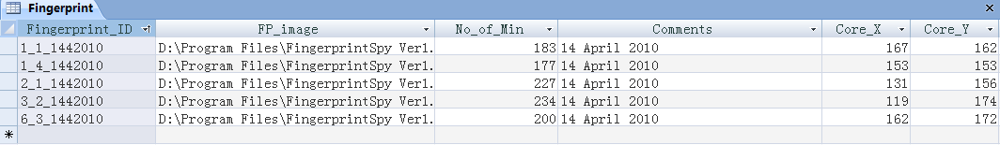 Fingerprint
Fingerprint_ID FP_image No_of_Min Comments Core_X Core_Y
1_1_1442010 D:\Program Files\FingerprintSpy Ver1. 183 14 April 2010 167 162
1_4_1442010 D:\Program Files\FingerprintSpy Ver1. 177 14 April 2010 153 153
2_1_1442010 D:\Program Files\FingerprintSpy Ver1. 227 14 April 2010 131 156
3_2_1442010 D:\Program Files\FingerprintSpy Ver1. 234 14 April 2010 119 174
6_3_1442010 D:\Program Files\FingerprintSpy Ver1. 200 14 April 2010 162 172